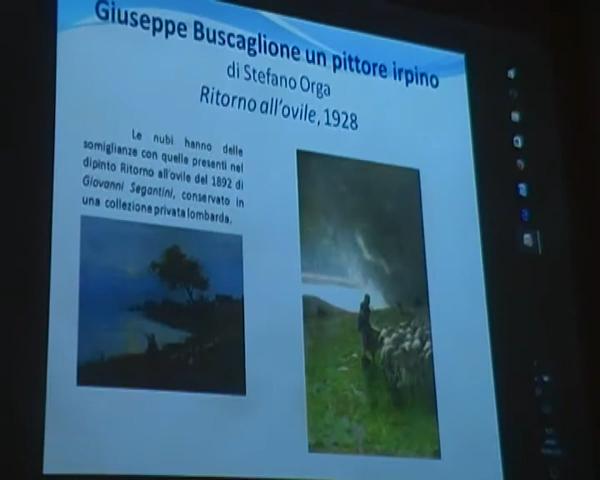 Giuseppe Buscaglione un pittore irpino
di Stefano Orga
Ritorno all'ovile, 1928
Le nubi hanno delle
somiglianze con quelle presenti nel
dipinto Ritorno all'ovile del 1892 di
Giovanni Segantini, conservato in
una collezione privata lombarda.